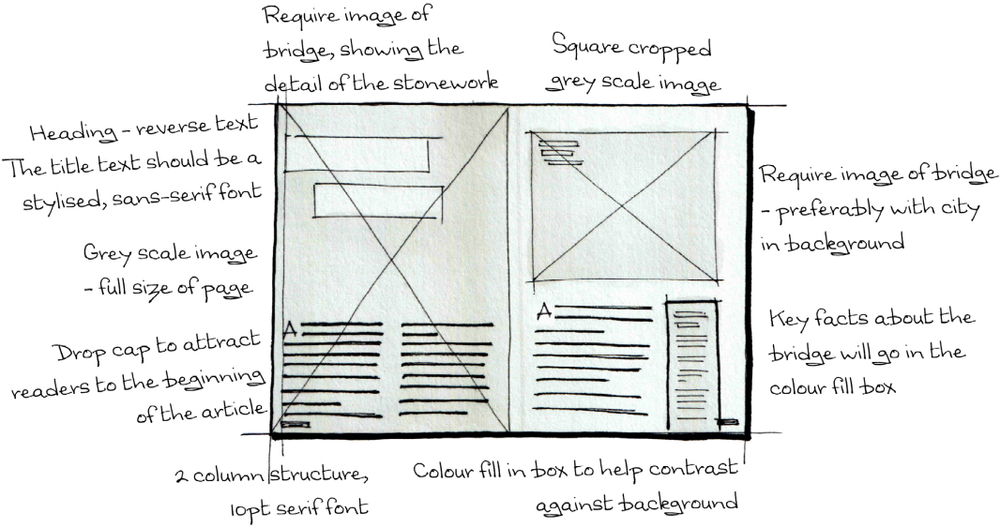 Require image of
bridge, showing the
detail of the stonework
Square cropped
grey scale image
Heading - reverse text
The title text should be a
stylised, sans-serif font
Grey scale image
- full size of page
Drop cap to attract
readers to the beginning
of the article
A
A
Require image of bridge
- preferably with city
in background
Key facts about the
bridge will go in the
colour fill box
2 column structure,
10pt serif font
Colour fill in box to help contrast
against background